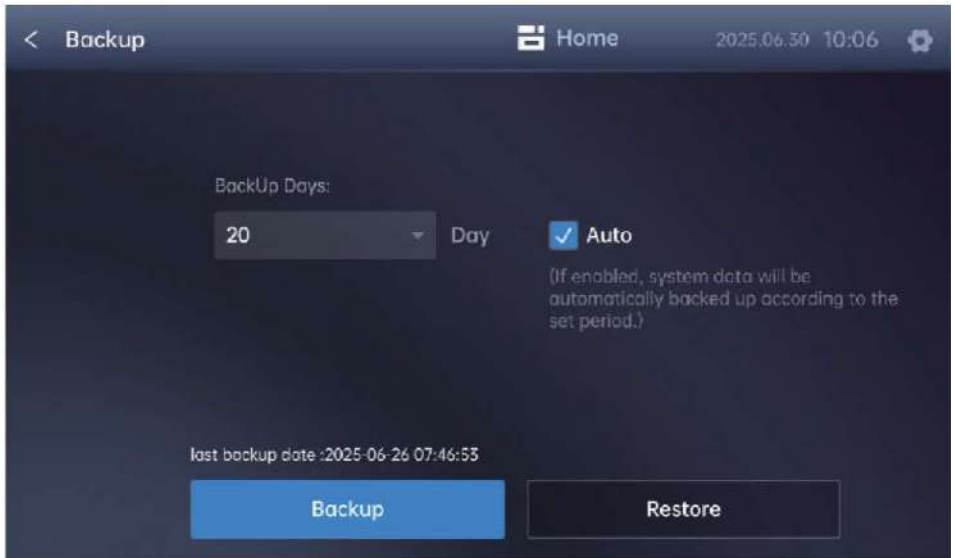 Backup
Home
2025.06.30 10:06
BackUp Days:
20
Day
Auto
(If enabled, system data will be
automatically backed up according to the
set period.)
last backup date :2025-06-26 07:46:53
Backup
Restore